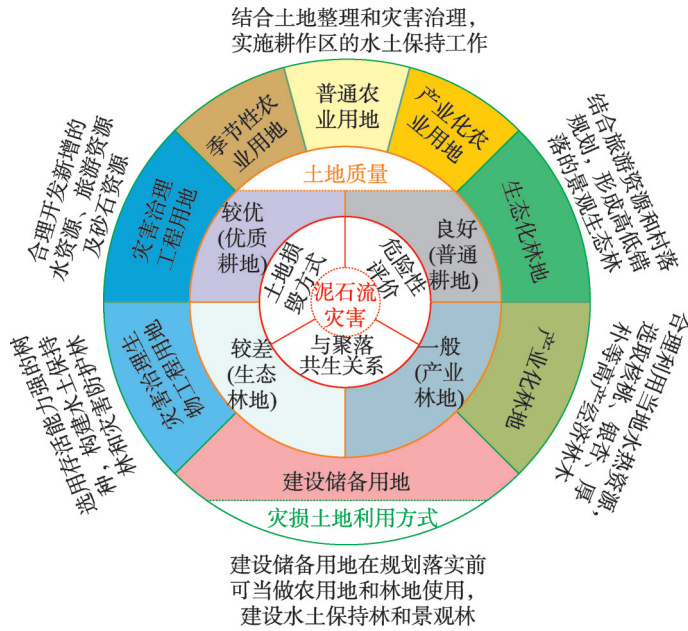 结合土地整理和灾害治理，
实施耕作区的水土保持工作
普通农
业用地
季节性农
业用地
产业化农
业用地
合理开发新增的
水资源、旅游资源
及砂石资源
结合旅游资源和村落
规划，形成高低错
落的景观生态林
灾害治理
工程用地
生态化林地
土地质量
较优
(优质
耕地)
良好
(普通
耕地)
土地损
毁方式
危险性
评价
泥石流
灾害
与聚落
共生关系
较差
(生态
林地)
一般
(产业
林地)
灾害治理生
物工程用地
产业化林地
选用存活能力强的树
种，构建水土保持
林和灾害防护林
合理利用当地水热资源，
选取核桃、银杏、厚
朴等高产经济林木
建设储备用地
灾损土地利用方式
建设储备用地在规划落实前
可当做农用地和林地使用，
建设水土保持林和景观林